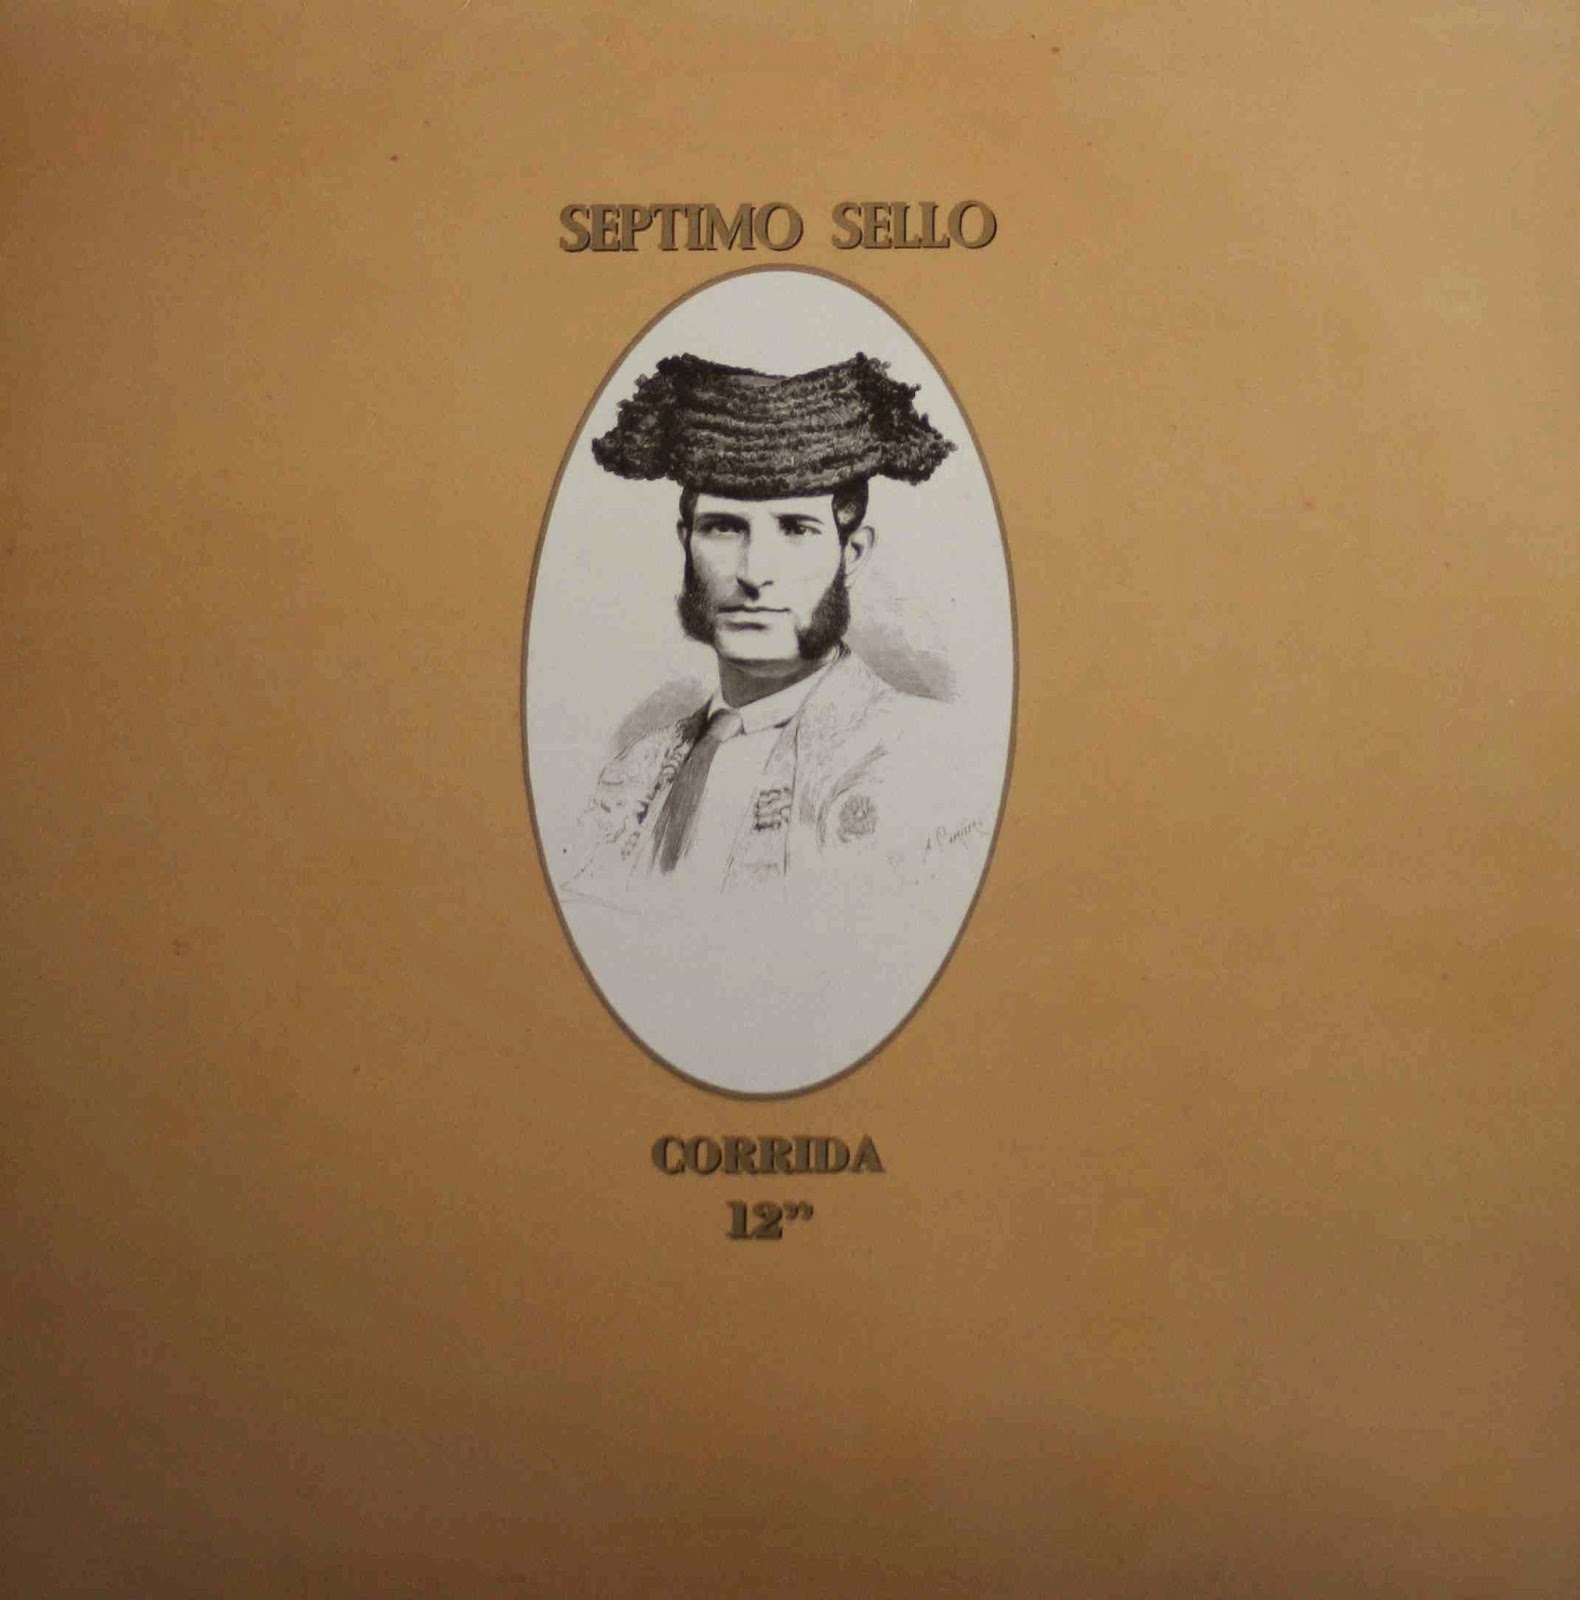 SEPTIMO SELLO
CORRIDA
12”